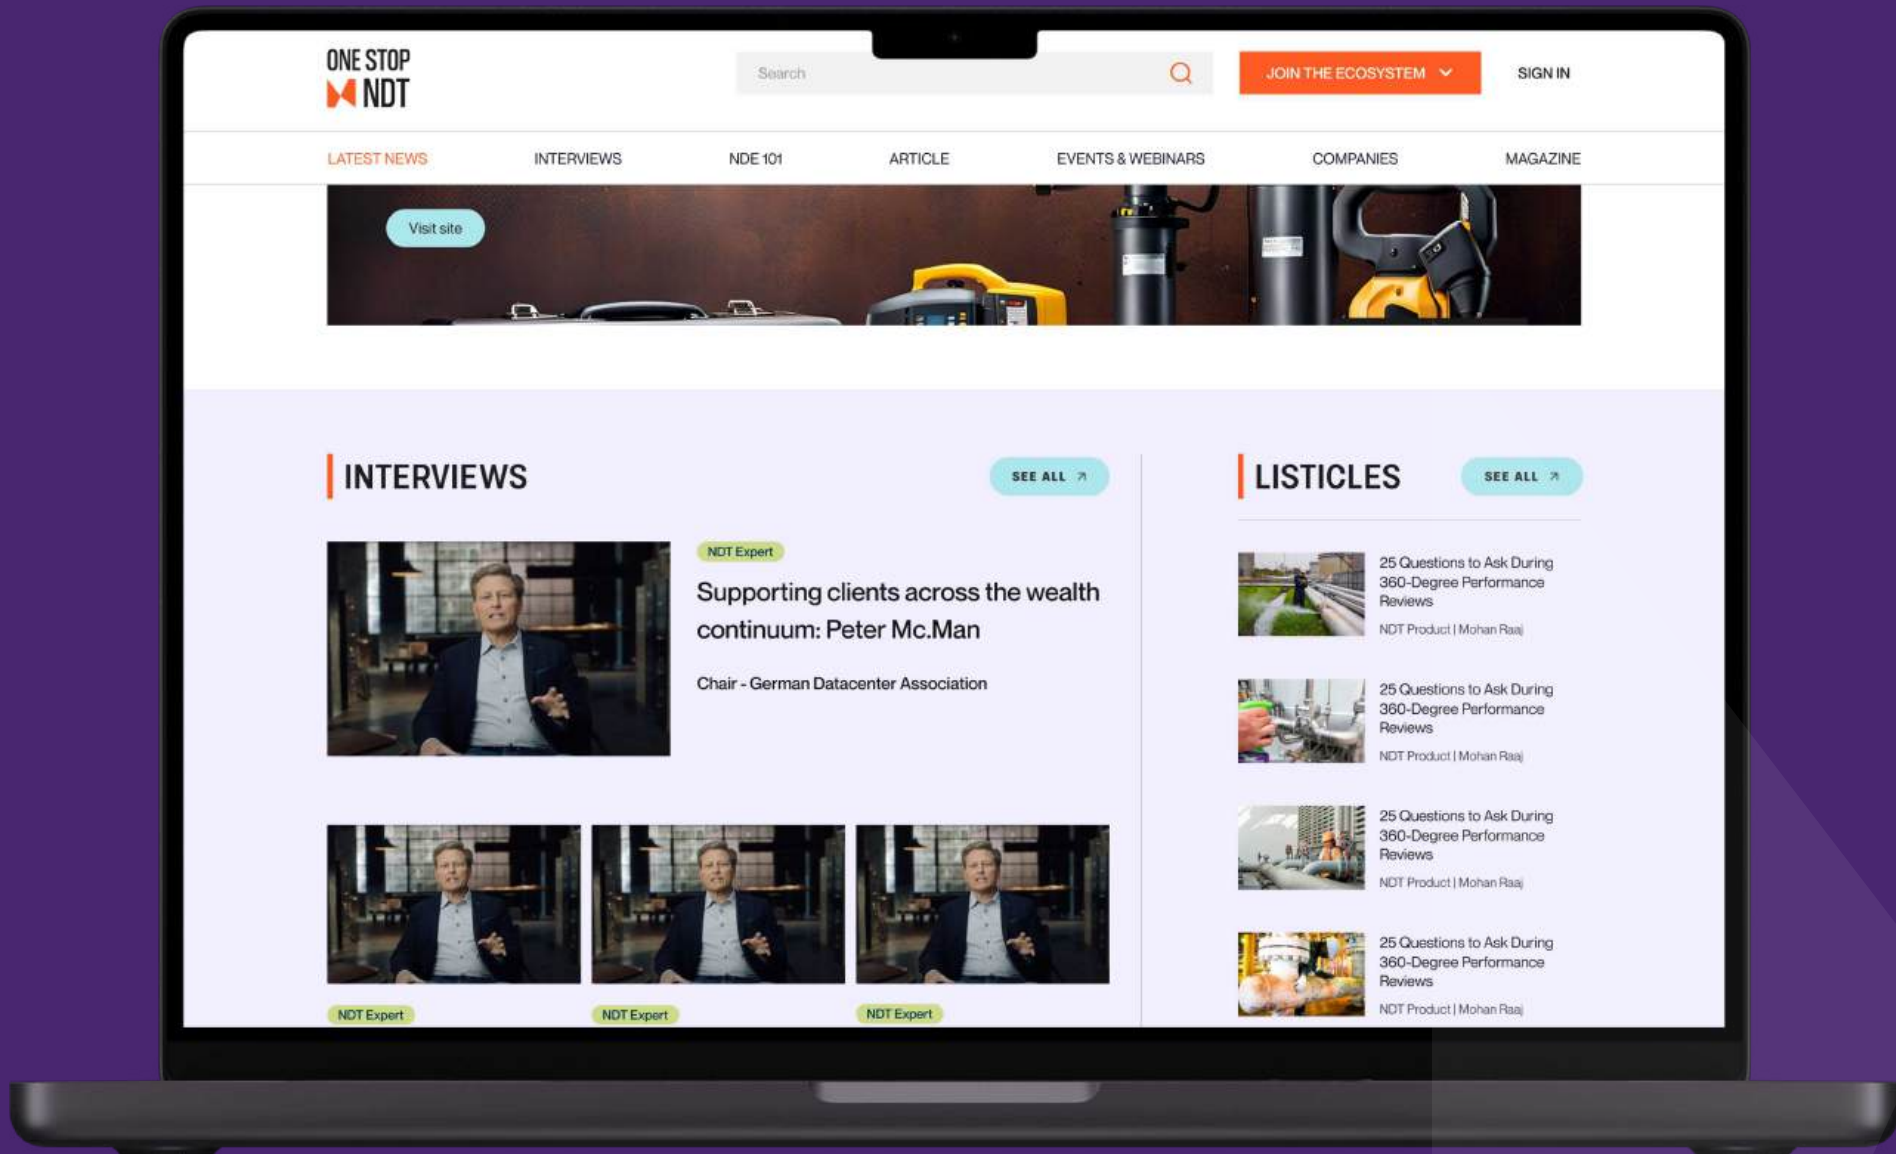 ONE STOP
NDT
Search
JOIN THE ECOSYSTEM
SIGN IN
LATEST NEWS
INTERVIEWS
NDE 101
ARTICLE
EVENTS & WEBINARS
COMPANIES
MAGAZINE
Visit site
INTERVIEWS
SEE ALL
NDT Expert
Supporting clients across the wealth
continuum: Peter Mc.Man
Chair - German Datacenter Association
NDT Expert
NDT Expert
NDT Expert
LISTICLES
SEE ALL
25 Questions to Ask During
360-Degree Performance
Reviews
NDT Product | Mohan Raaj
25 Questions to Ask During
360-Degree Performance
Reviews
NDT Product | Mohan Raaj
25 Questions to Ask During
360-Degree Performance
Reviews
NDT Product | Mohan Raaj
25 Questions to Ask During
360-Degree Performance
Reviews
NDT Product | Mohan Raaj